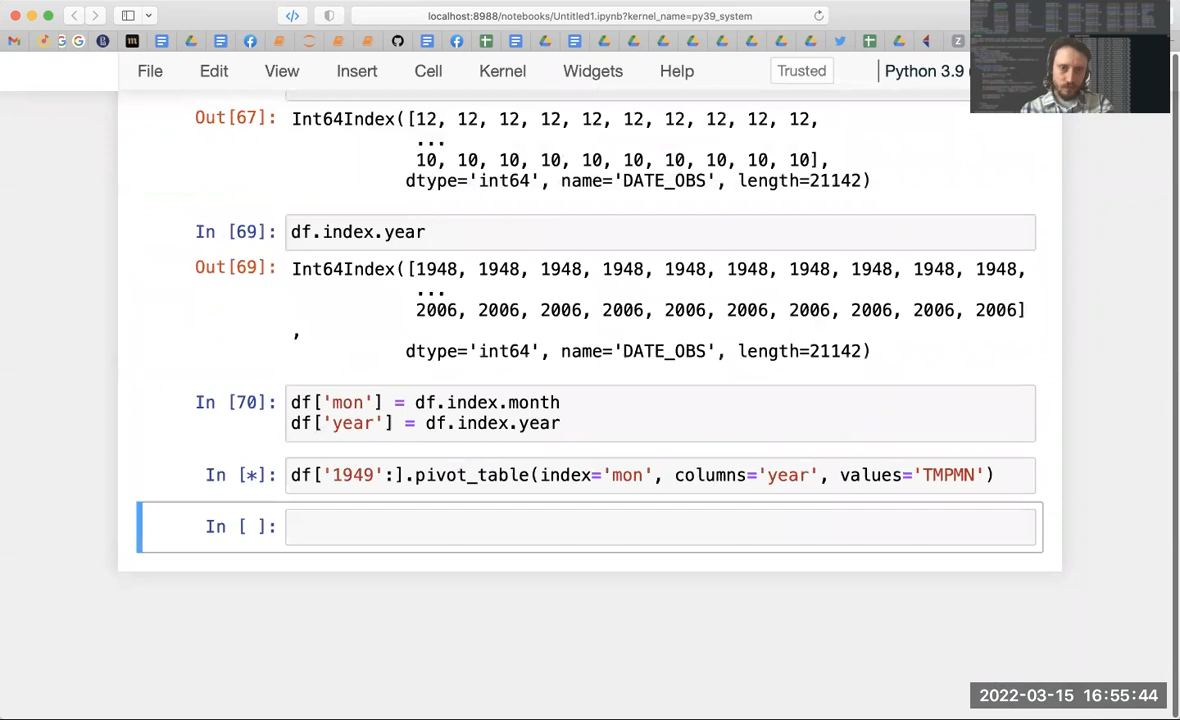 localhost:8988/notebooks/Untitled1.ipynb?kernel_name=py39_system
File Edit View Insert Cell Kernel Widgets Help Trusted Python 3.9
Out[67]: Int64Index([12, 12, 12, 12, 12, 12, 12, 12, 12, 12,
...
10, 10, 10, 10, 10, 10, 10, 10, 10, 10],
dtype='int64', name='DATE_OBS', length=21142)
In [69]: df.index.year
Out[69]: Int64Index([1948, 1948, 1948, 1948, 1948, 1948, 1948, 1948, 1948, 1948,
...
2006, 2006, 2006, 2006, 2006, 2006, 2006, 2006, 2006, 2006]
,
dtype='int64', name='DATE_OBS', length=21142)
In [70]: df['mon'] = df.index.month
df['year'] = df.index.year
In [*]: df['1949':].pivot_table(index='mon', columns='year', values='TMPMN')
In [ ]:
2022-03-15 16:55:44